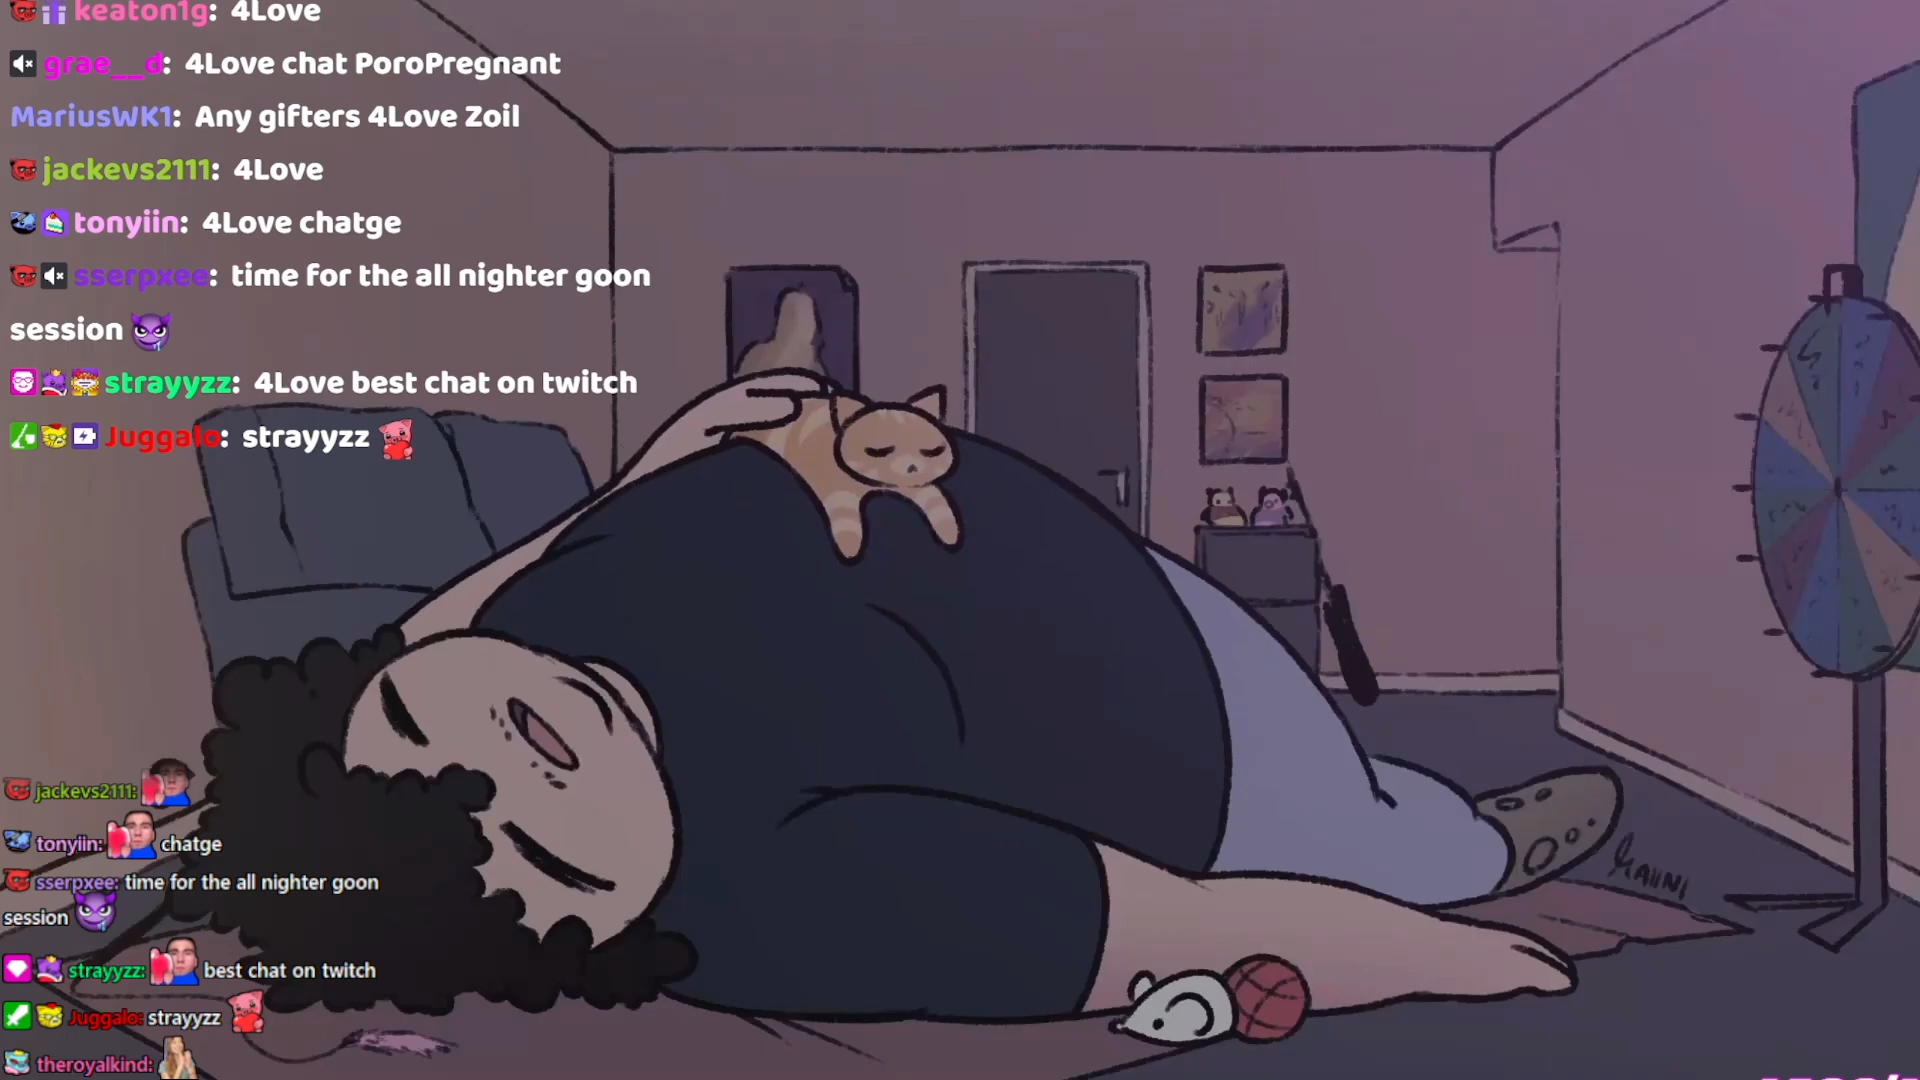 keaton1g: 4Love
grae__d: 4Love chat PoroPregnant
MariusWK1: Any gifters 4Love Zoil
jackevs2111: 4Love
tonyiin: 4Love chatge
sserpxee: time for the all nighter goon
session
strayyzz: 4Love best chat on twitch
Juggalo: strayyzz
jackevs2111:
tonyiin: chatge
sserpxee: time for the all nighter goon
session
strayyzz: best chat on twitch
Juggalo: strayyzz
theroyalkind: